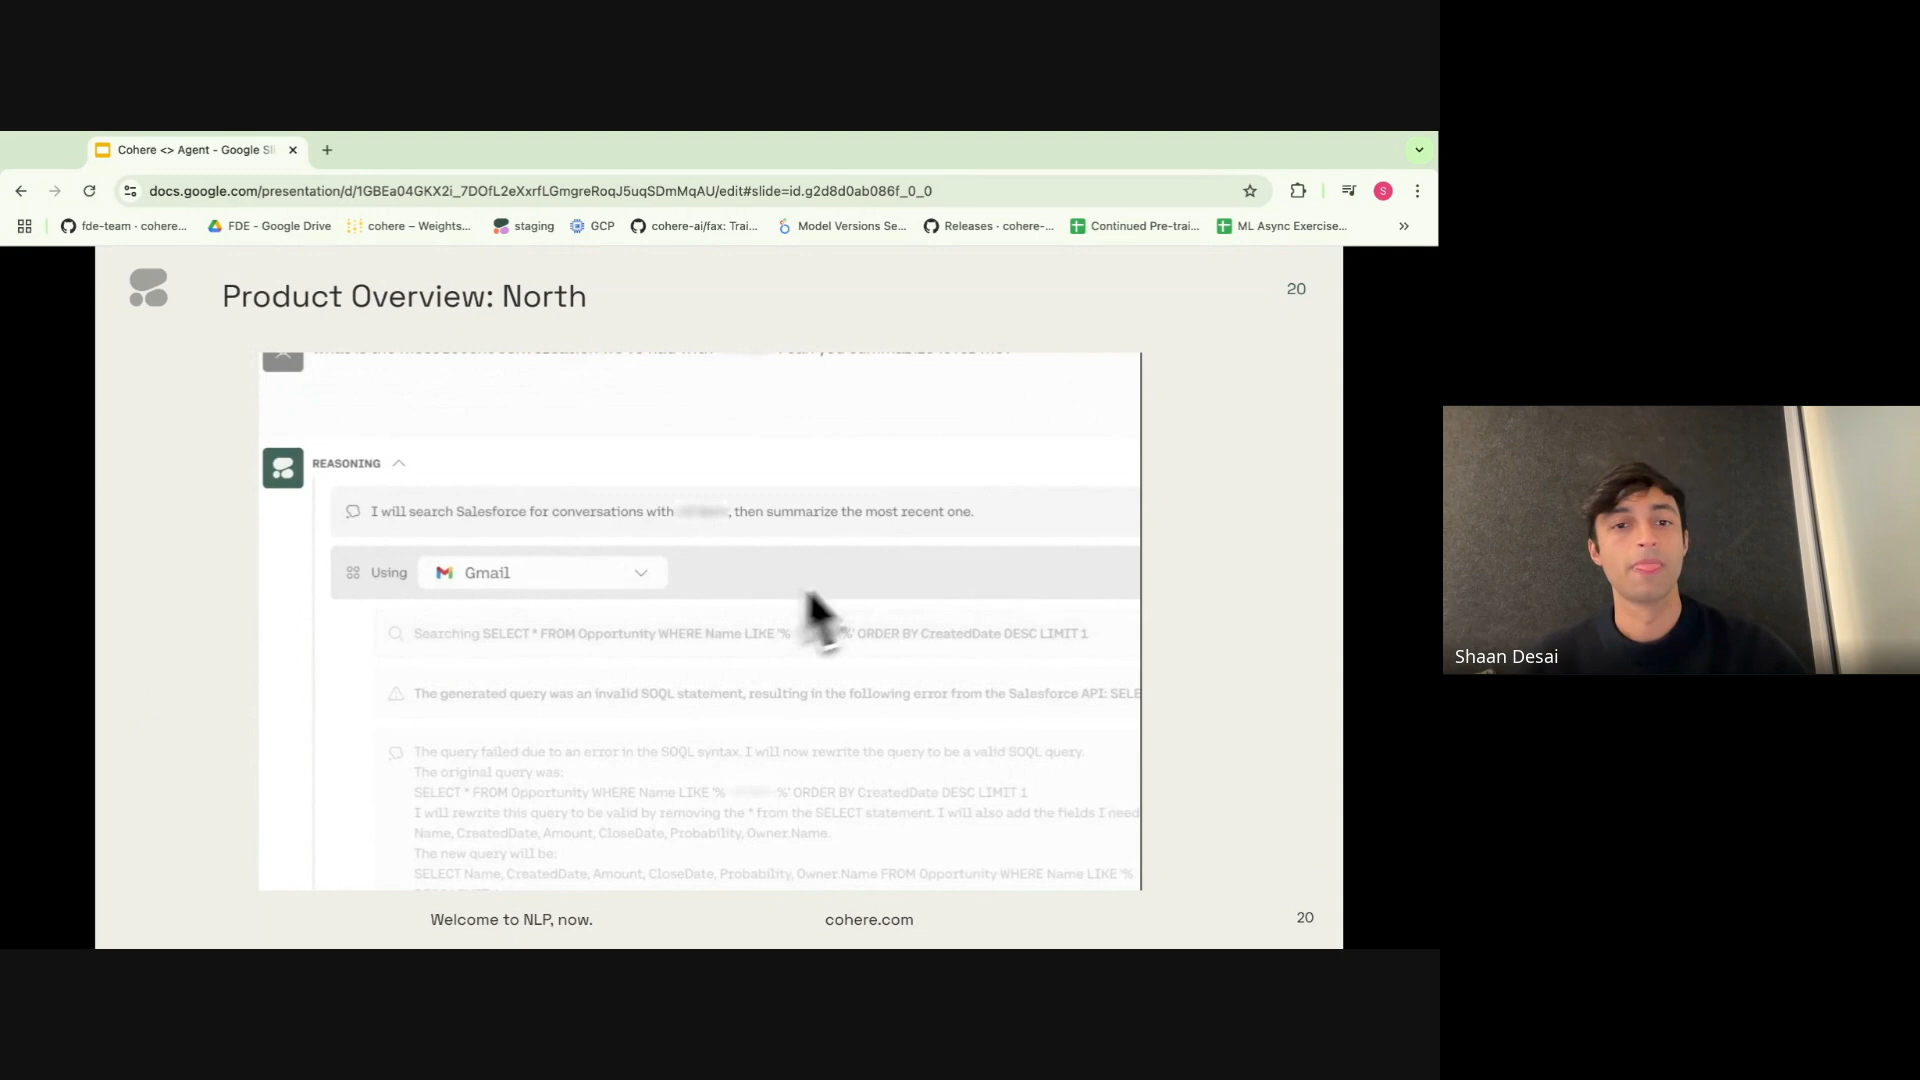 Cohere <> Agent - Google Sli
docs.google.com/presentation/d/1GBEa04GKX2i_7DOfL2eXxrfLGmgreRoqJ5uqSDmMqAU/edit#slide=id.g2d8d0ab086f_0_0
S
fde-team · cohere...
FDE - Google Drive
cohere – Weights...
staging
GCP
cohere-ai/fax: Trai...
Model Versions Se...
Releases · cohere-...
Continued Pre-trai...
ML Async Exercise...
Product Overview: North
20
REASONING
I will search Salesforce for conversations with , then summarize the most recent one.
Using Gmail
Searching SELECT * FROM Opportunity WHERE Name LIKE '% %' ORDER BY CreatedDate DESC LIMIT 1
The generated query was an invalid SOQL statement, resulting in the following error from the Salesforce API: SELE
The query failed due to an error in the SOQL syntax. I will now rewrite the query to be a valid SOQL query.
The original query was:
SELECT * FROM Opportunity WHERE Name LIKE '% %' ORDER BY CreatedDate DESC LIMIT 1
I will rewrite this query to be valid by removing the * from the SELECT statement. I will also add the fields I need
Name, CreatedDate, Amount, CloseDate, Probability, Owner.Name.
The new query will be:
SELECT Name, CreatedDate, Amount, CloseDate, Probability, Owner.Name FROM Opportunity WHERE Name LIKE '%
Welcome to NLP, now.
cohere.com
20
Shaan Desai